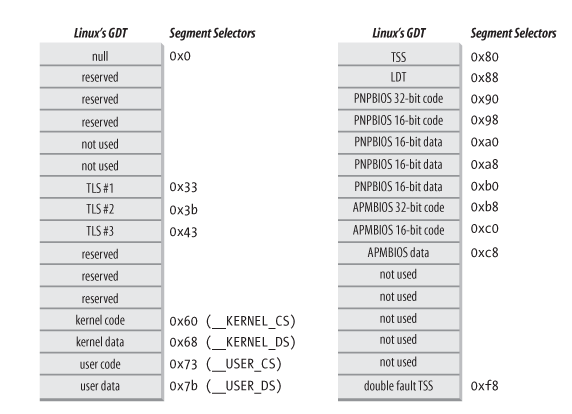 Linux's GDT Segment Selectors
null 0x0
reserved
reserved
reserved
not used
not used
TLS #1 0x33
TLS #2 0x3b
TLS #3 0x43
reserved
reserved
reserved
kernel code 0x60 (__KERNEL_CS)
kernel data 0x68 (__KERNEL_DS)
user code 0x73 (__USER_CS)
user data 0x7b (__USER_DS)
Linux's GDT Segment Selectors
TSS 0x80
LDT 0x88
PNPBIOS 32-bit code 0x90
PNPBIOS 16-bit code 0x98
PNPBIOS 16-bit data 0xa0
PNPBIOS 16-bit data 0xa8
PNPBIOS 16-bit data 0xb0
APMBIOS 32-bit code 0xb8
APMBIOS 16-bit code 0xc0
APMBIOS data 0xc8
not used
not used
not used
not used
not used
double fault TSS 0xf8